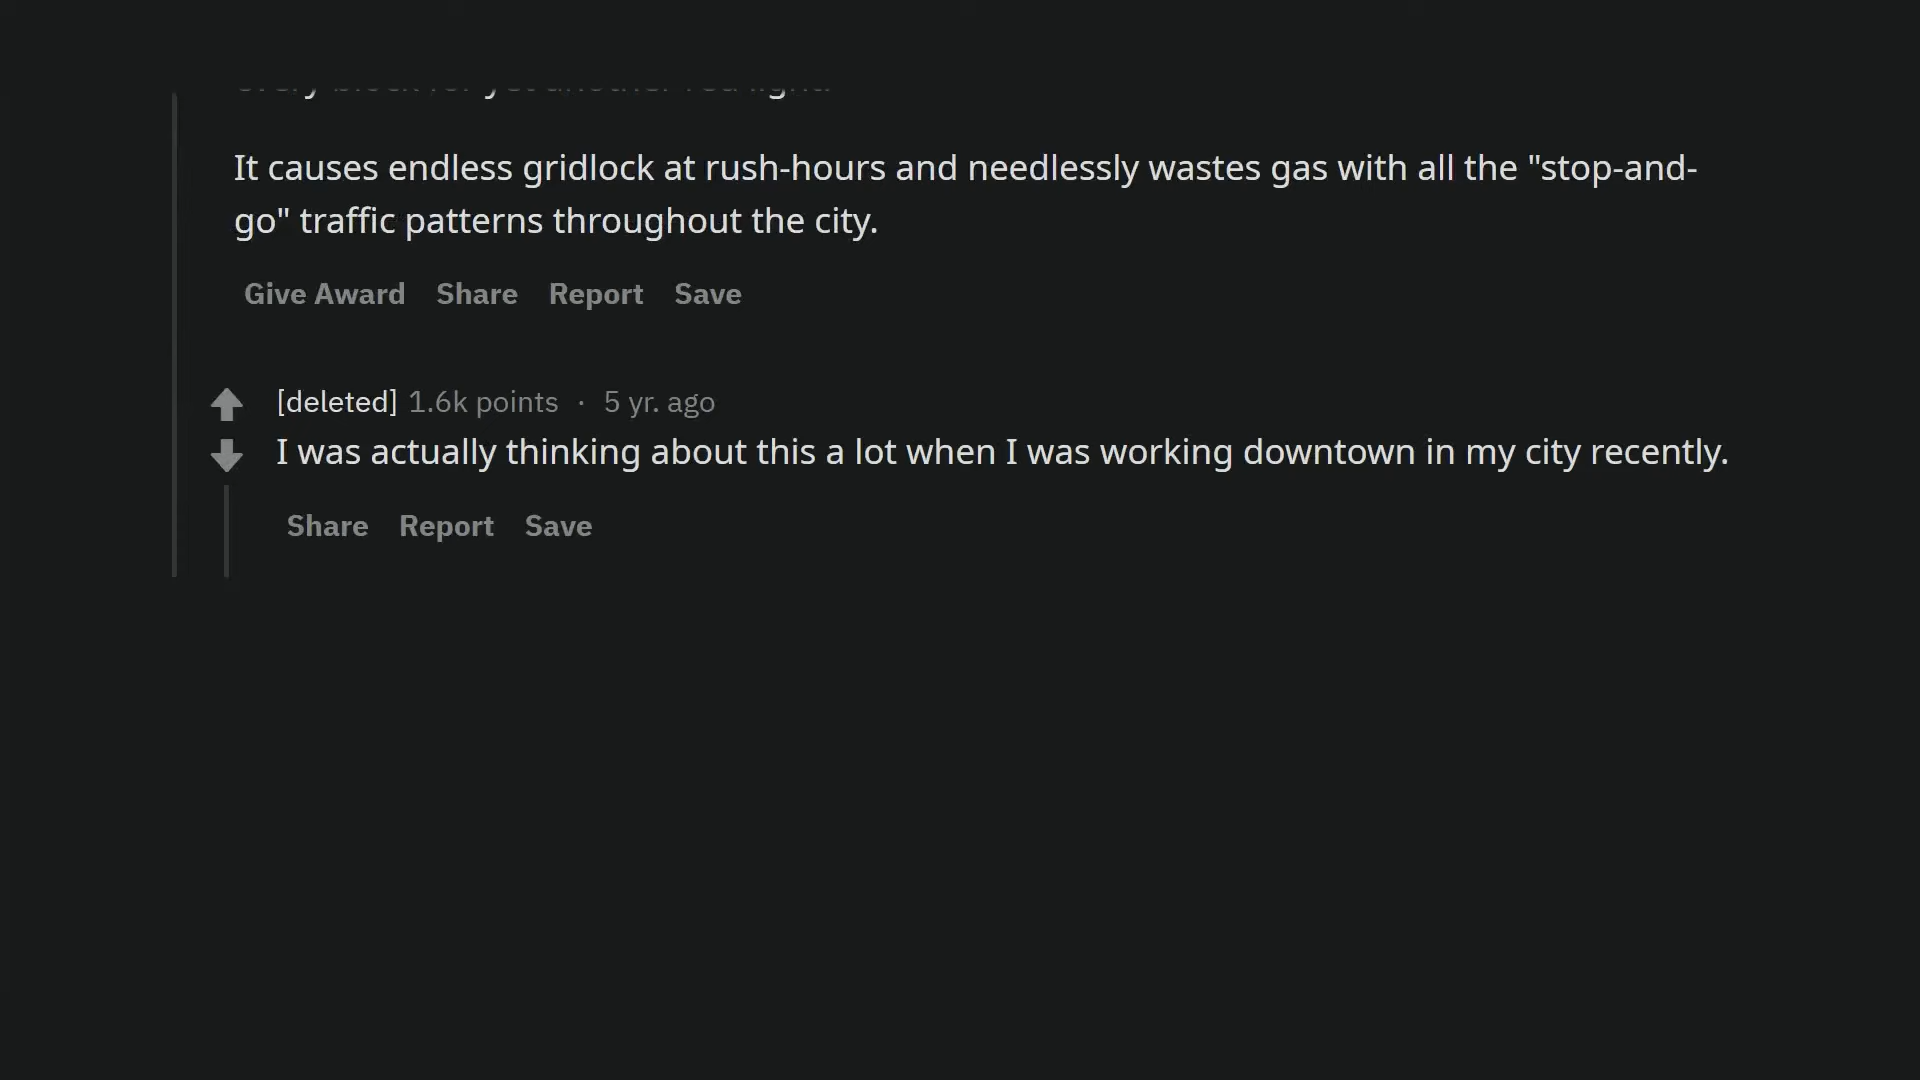 It causes endless gridlock at rush-hours and needlessly wastes gas with all the "stop-and-
go" traffic patterns throughout the city.
Give Award Share Report Save
[deleted] 1.6k points · 5 yr. ago
I was actually thinking about this a lot when I was working downtown in my city recently.
Share Report Save